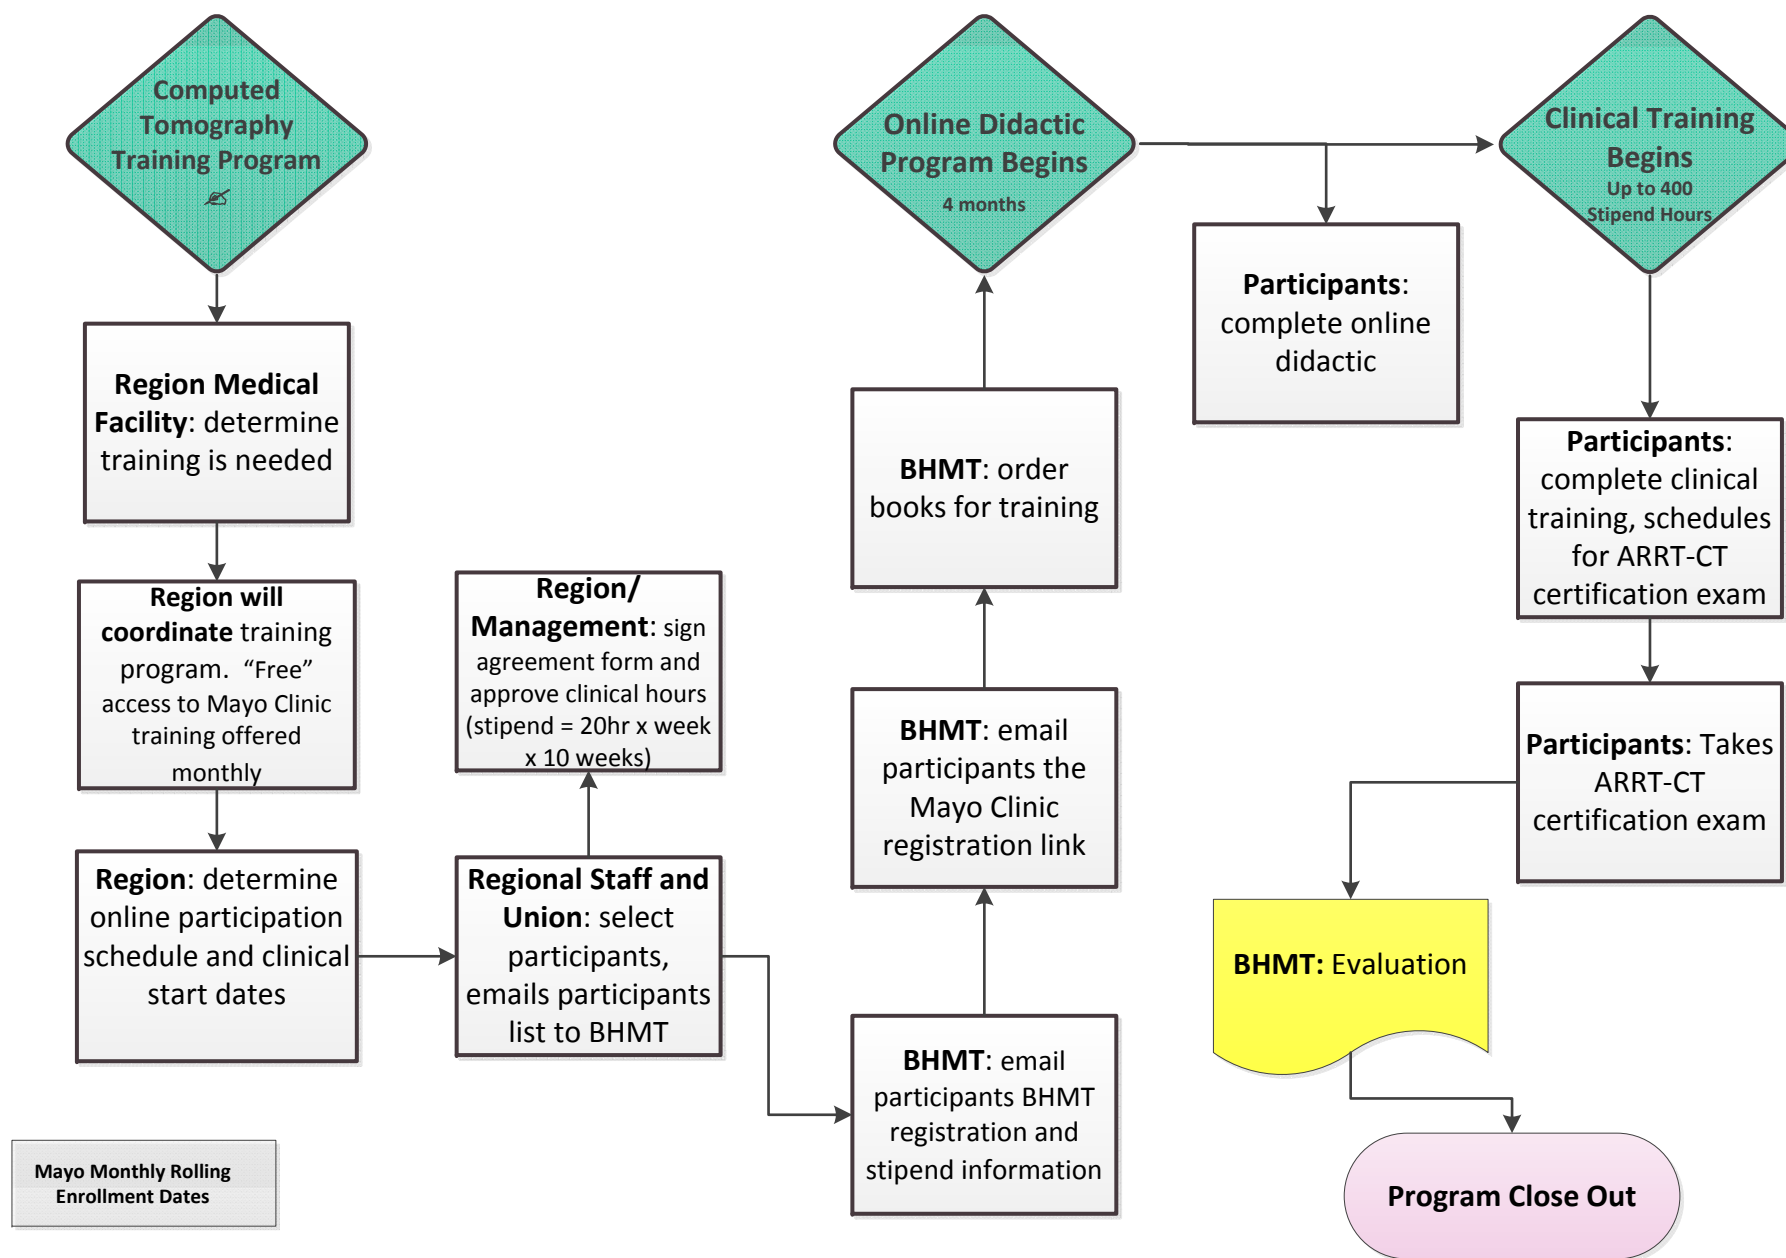 Computed
Tomography
Training Program
Region Medical
Facility: determine
training is needed
Region will
coordinate training
program.  “Free”
access to Mayo Clinic
training offered
monthly
Region: determine
online participation
schedule and clinical
start dates
Region/
Management: sign
agreement form and
approve clinical hours
(stipend = 20hr x week
x 10 weeks)
Regional Staff and
Union: select
participants,
emails participants
list to BHMT
BHMT: email
participants BHMT
registration and
stipend information
BHMT: email
participants the
Mayo Clinic
registration link
BHMT: order
books for training
Online Didactic
Program Begins
4 months
Participants:
complete online
didactic
Clinical Training
Begins
Up to 400
Stipend Hours
Participants:
complete clinical
training, schedules
for ARRT-CT
certification exam
Participants: Takes
ARRT-CT
certification exam
BHMT: Evaluation
Program Close Out
Mayo Monthly Rolling
Enrollment Dates